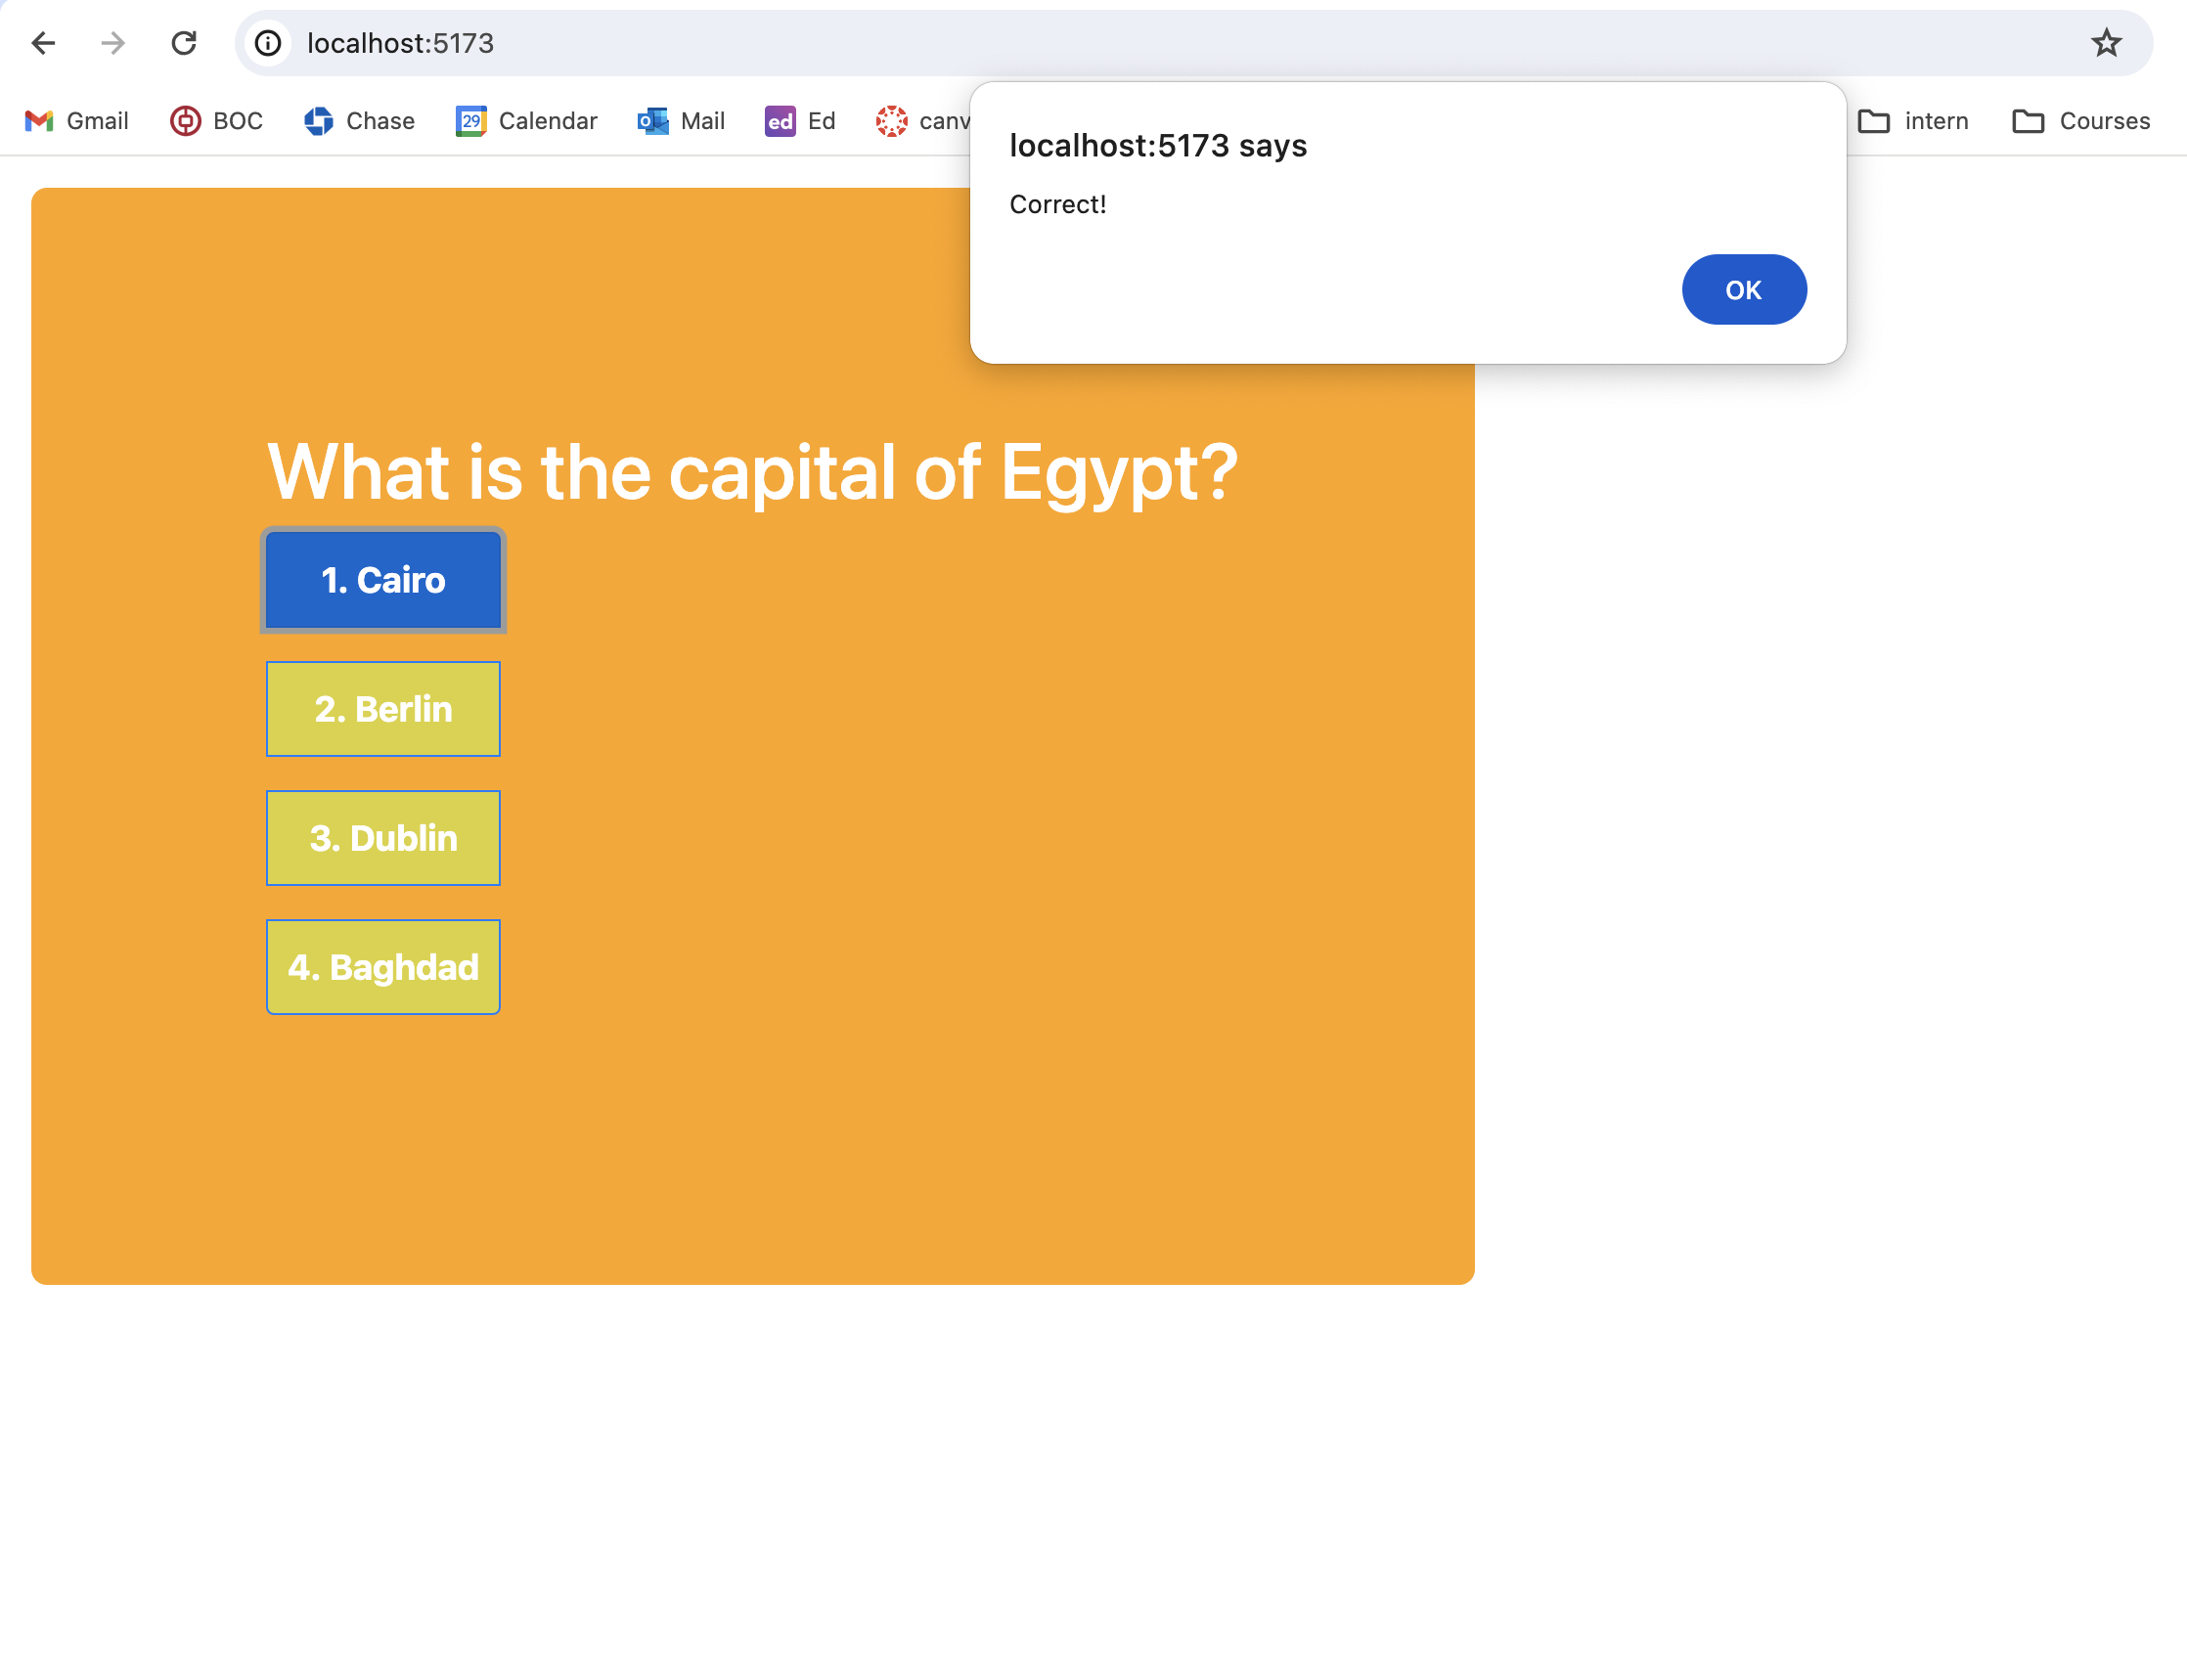 localhost:5173
Gmail BOC Chase 29 Calendar O Mail ed Ed canv intern Courses
localhost:5173 says
Correct!
OK
What is the capital of Egypt?
1. Cairo
2. Berlin
3. Dublin
4. Baghdad